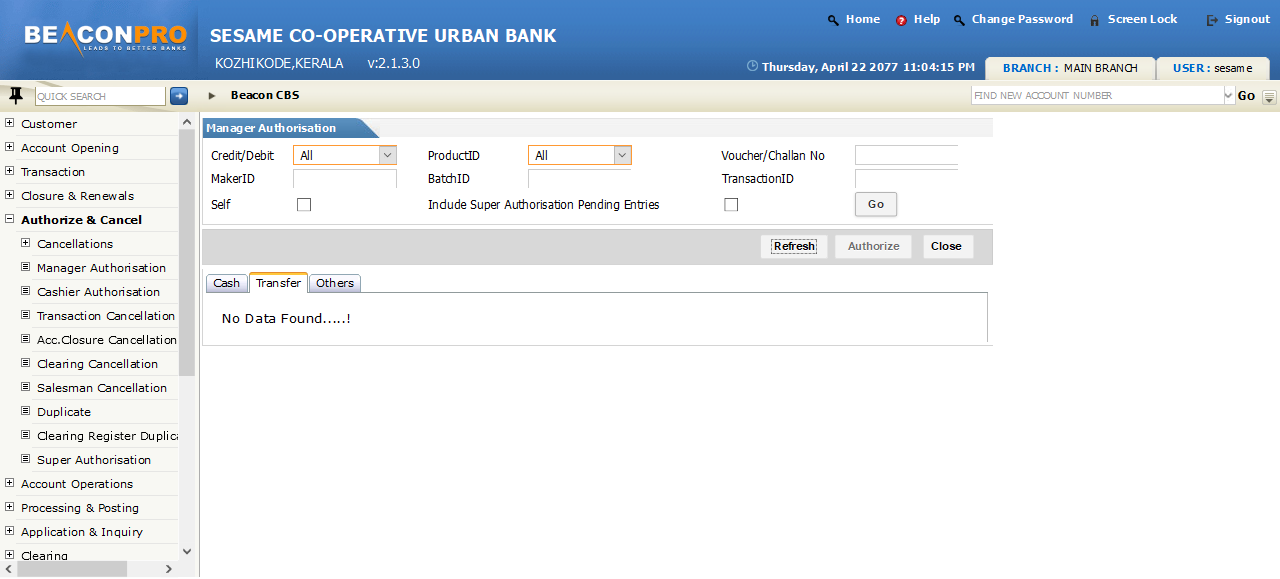 BEACONPRO
LEADS TO BETTER BANKS
SESAME CO-OPERATIVE URBAN BANK
KOZHIKODE,KERALA v:2.1.3.0
Home Help Change Password Screen Lock Signout
Thursday, April 22 2077 11:04:15 PM
BRANCH : MAIN BRANCH USER : sesame
QUICK SEARCH
Beacon CBS
FIND NEW ACCOUNT NUMBER Go
Customer
Account Opening
Transaction
Closure & Renewals
Authorize & Cancel
Cancellations
Manager Authorisation
Cashier Authorisation
Transaction Cancellation
Acc.Closure Cancellation
Clearing Cancellation
Salesman Cancellation
Duplicate
Clearing Register Duplica
Super Authorisation
Account Operations
Processing & Posting
Application & Inquiry
Clearing
Manager Authorisation
Credit/Debit All ProductID All Voucher/Challan No
MakerID BatchID TransactionID
Self Include Super Authorisation Pending Entries Go
Refresh Authorize Close
Cash Transfer Others
No Data Found.....!